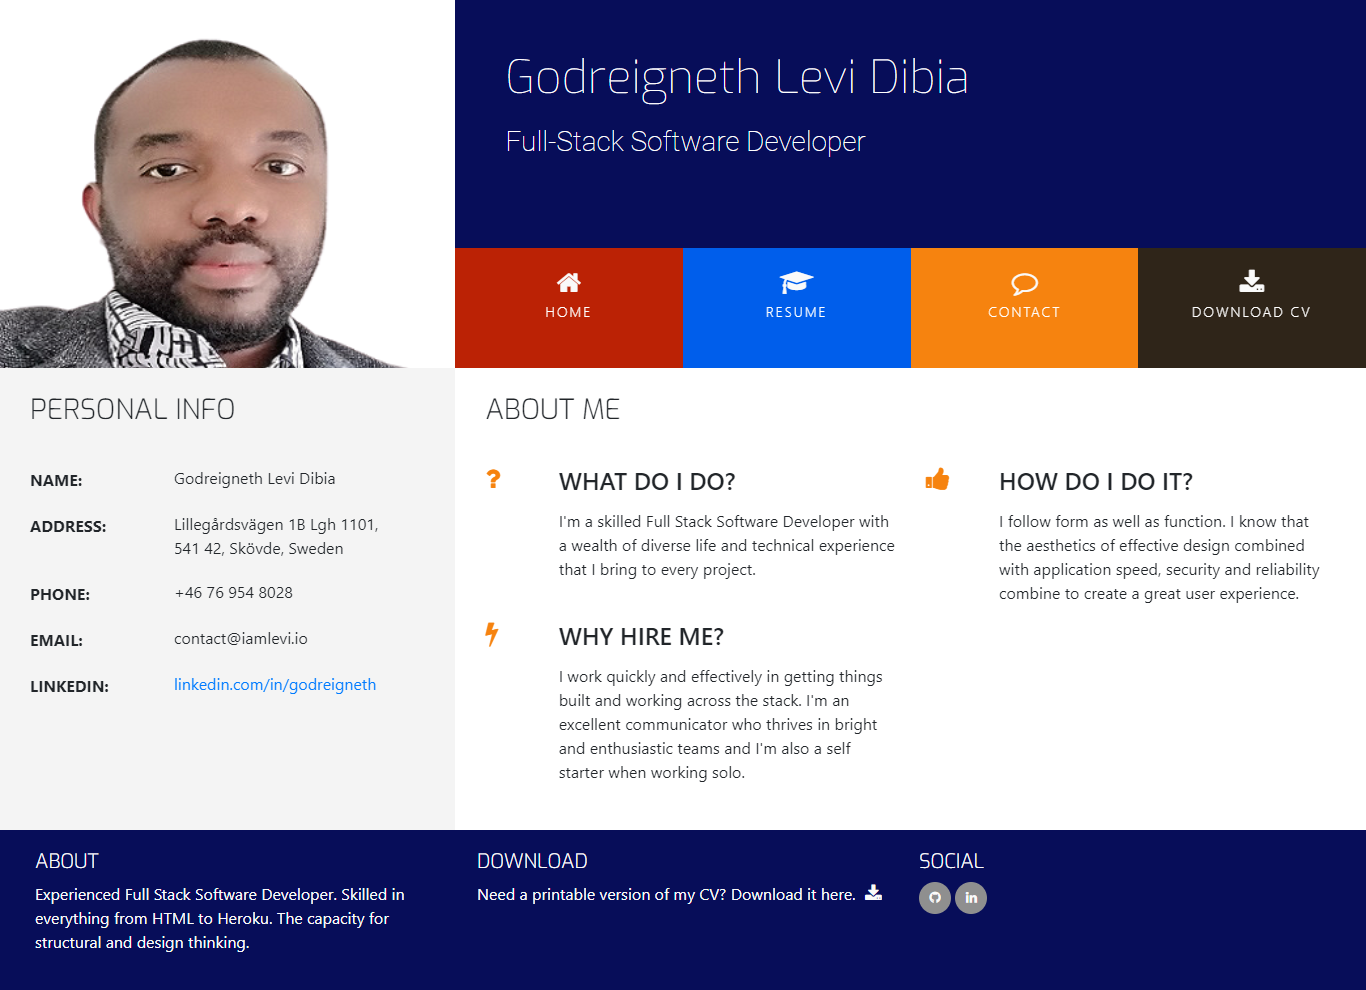 Godreigneth Levi Dibia
Full-Stack Software Developer
HOME
RESUME
CONTACT
DOWNLOAD CV
PERSONAL INFO
NAME: Godreigneth Levi Dibia
ADDRESS: Lillegårdsvägen 1B Lgh 1101,
541 42, Skövde, Sweden
PHONE: +46 76 954 8028
EMAIL: contact@iamlevi.io
LINKEDIN: linkedin.com/in/godreigneth
ABOUT ME
WHAT DO I DO?
I'm a skilled Full Stack Software Developer with
a wealth of diverse life and technical experience
that I bring to every project.
HOW DO I DO IT?
I follow form as well as function. I know that
the aesthetics of effective design combined
with application speed, security and reliability
combine to create a great user experience.
WHY HIRE ME?
I work quickly and effectively in getting things
built and working across the stack. I'm an
excellent communicator who thrives in bright
and enthusiastic teams and I'm also a self
starter when working solo.
ABOUT
Experienced Full Stack Software Developer. Skilled in
everything from HTML to Heroku. The capacity for
structural and design thinking.
DOWNLOAD
Need a printable version of my CV? Download it here.
SOCIAL
in